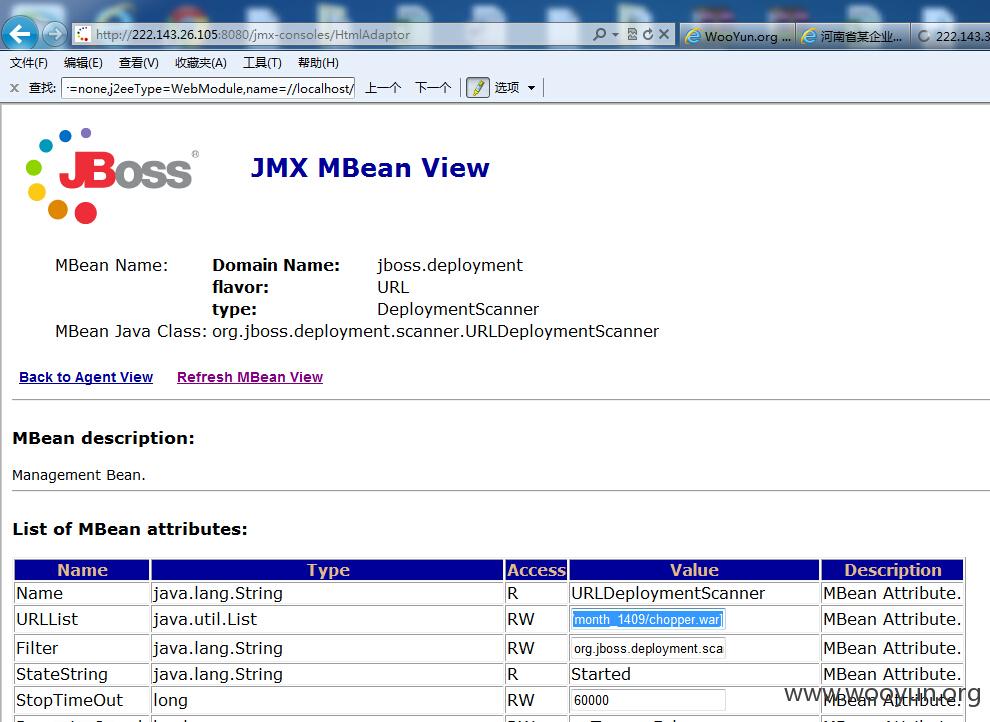 http://222.143.26.105:8080/jmx-consoles/HtmlAdaptor
WooYun.org ...
河南省某企业...
222.143.3
文件(F) 编辑(E) 查看(V) 收藏夹(A) 工具(T) 帮助(H)
x 查找: =none,j2eeType=WebModule,name=//localhost/ 上一个 下一个 选项
JBoss®
JMX MBean View
MBean Name: Domain Name: jboss.deployment
flavor: URL
type: DeploymentScanner
MBean Java Class: org.jboss.deployment.scanner.URLDeploymentScanner
Back to Agent View Refresh MBean View
MBean description:
Management Bean.
List of MBean attributes:
Name Type Access Value Description
Name java.lang.String R URLDeploymentScanner MBean Attribute.
URLList java.util.List RW month_1409/chopper.war] MBean Attribute.
Filter java.lang.String RW org.jboss.deployment.sca MBean Attribute.
StateString java.lang.String R Started MBean Attribute.
StopTimeOut long RW 60000 MBean Attribute.
www.wooyun.org